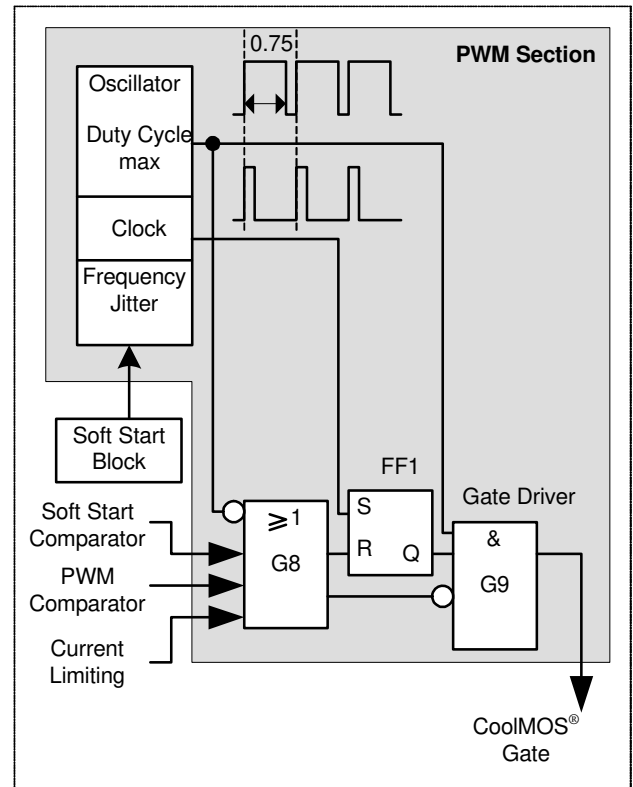 0.75
PWM Section
Oscillator
Duty Cycle
max
Clock
Frequency
Jitter
Soft Start
Block
FF1
Gate Driver
Soft Start
Comparator
PWM
Comparator
Current
Limiting
≥1
G8
S
R
Q
&
G9
CoolMOS®
Gate